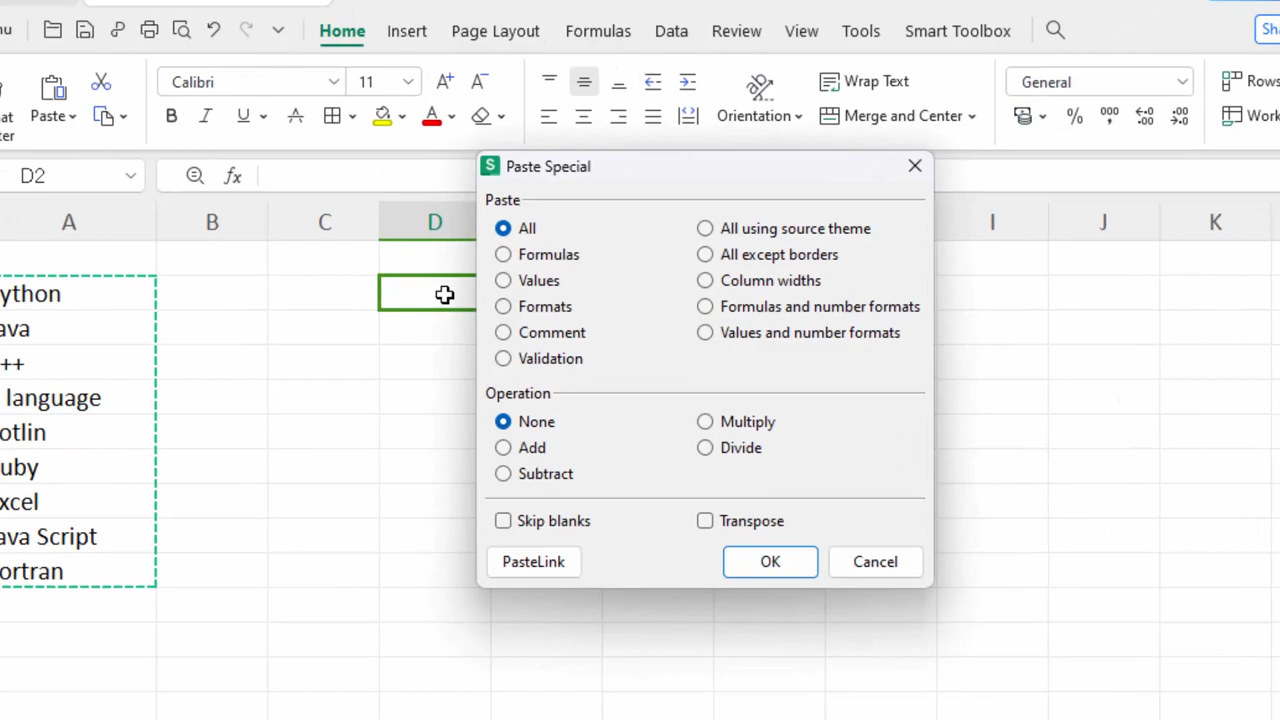 Home Insert Page Layout Formulas Data Review View Tools Smart Toolbox
Calibri 11 Wrap Text General Rows
Paste Orientation Merge and Center
D2 fx
Paste Special
A B C D I J K
Paste
All All using source theme
Formulas All except borders
Values Column widths
Formats Formulas and number formats
Comment Values and number formats
Validation
ython
ava
++
language
otlin
uby
xcel
ava Script
ortran
Operation
None Multiply
Add Divide
Subtract
Skip blanks Transpose
PasteLink OK Cancel